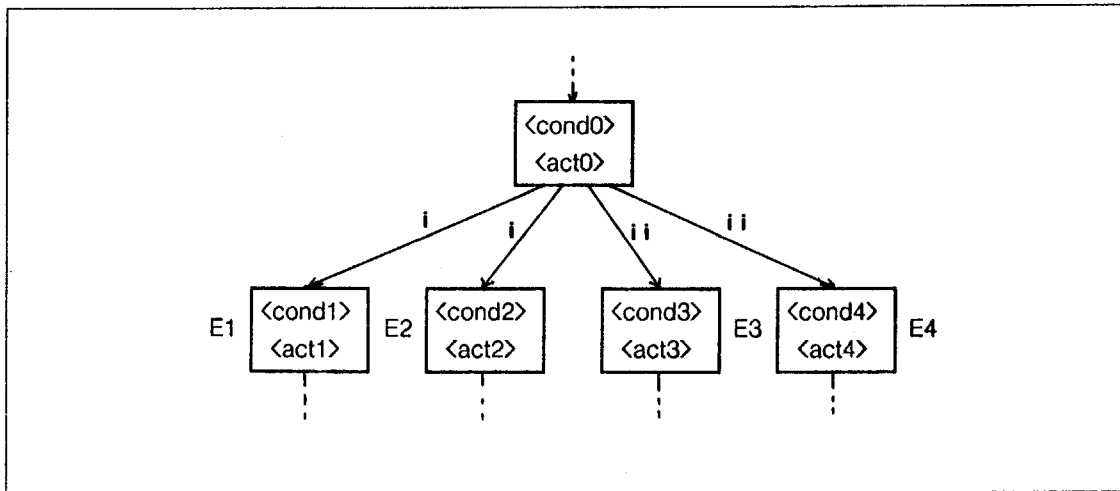 <cond0>
<act0>
i
i
ii
ii
E1
<cond1>
<act1>
E2
<cond2>
<act2>
<cond3>
<act3>
E3
<cond4>
<act4>
E4